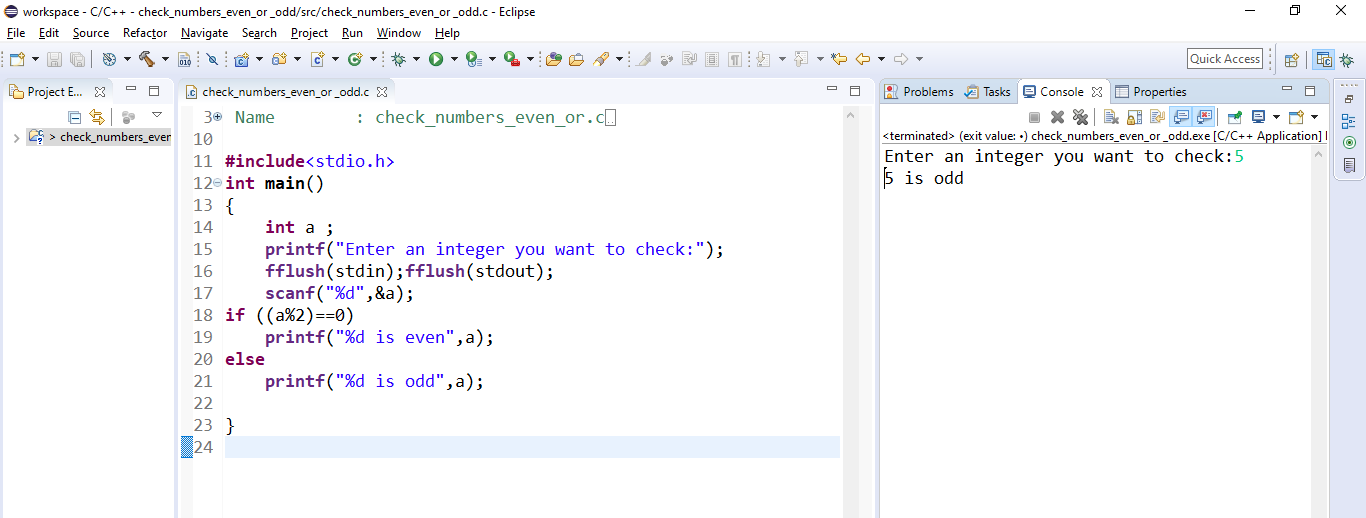 workspace - C/C++ - check_numbers_even_or _odd/src/check_numbers_even_or _odd.c - Eclipse
File Edit Source Refactor Navigate Search Project Run Window Help
Quick Access
Project E...
> check_numbers_ever
check_numbers_even_or _odd.c
3 Name : check_numbers_even_or.c
10
11 #include<stdio.h>
12 int main()
13 {
14 int a ;
15 printf("Enter an integer you want to check:");
16 fflush(stdin);fflush(stdout);
17 scanf("%d",&a);
18 if ((a%2)==0)
19 printf("%d is even",a);
20 else
21 printf("%d is odd",a);
22
23 }
24
Problems Tasks Console Properties
<terminated> (exit value: •) check_numbers_even_or _odd.exe [C/C++ Application]
Enter an integer you want to check:5
5 is odd